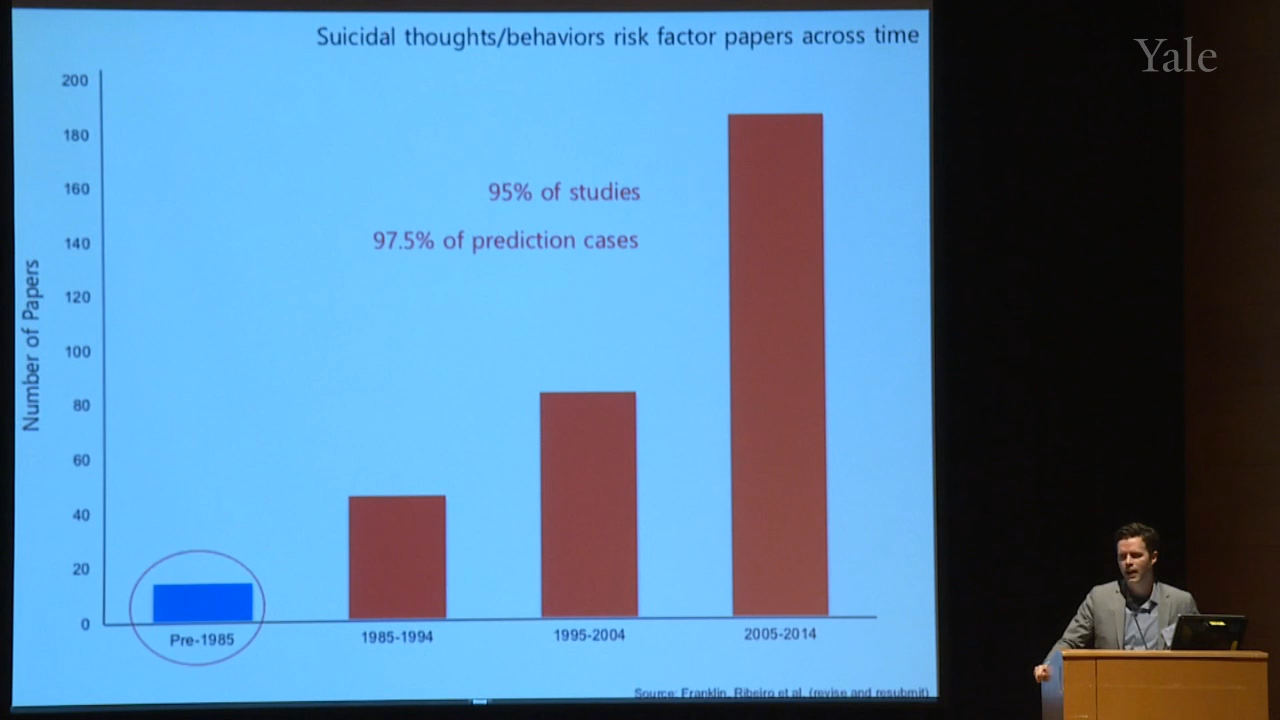 Suicidal thoughts/behaviors risk factor papers across time
Yale
200
180
160
140
120
100
80
60
40
20
0
Number of Papers
95% of studies
97.5% of prediction cases
Pre-1985
1985-1994
1995-2004
2005-2014
Source: Franklin, Ribeiro et al. (revise and resubmit)